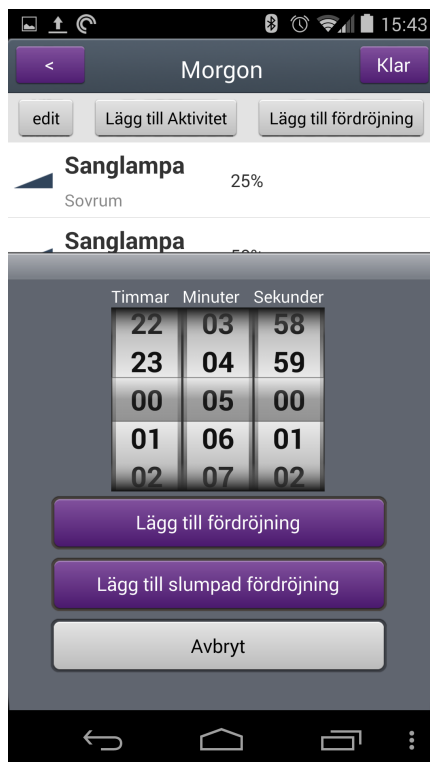 15:43
<
Morgon
Klar
edit
Lägg till Aktivitet
Lägg till fördröjning
Sanglampa
25%
Sovrum
Sanglampa
Timmar Minuter Sekunder
22 03 58
23 04 59
00 05 00
01 06 01
02 07 02
Lägg till fördröjning
Lägg till slumpad fördröjning
Avbryt